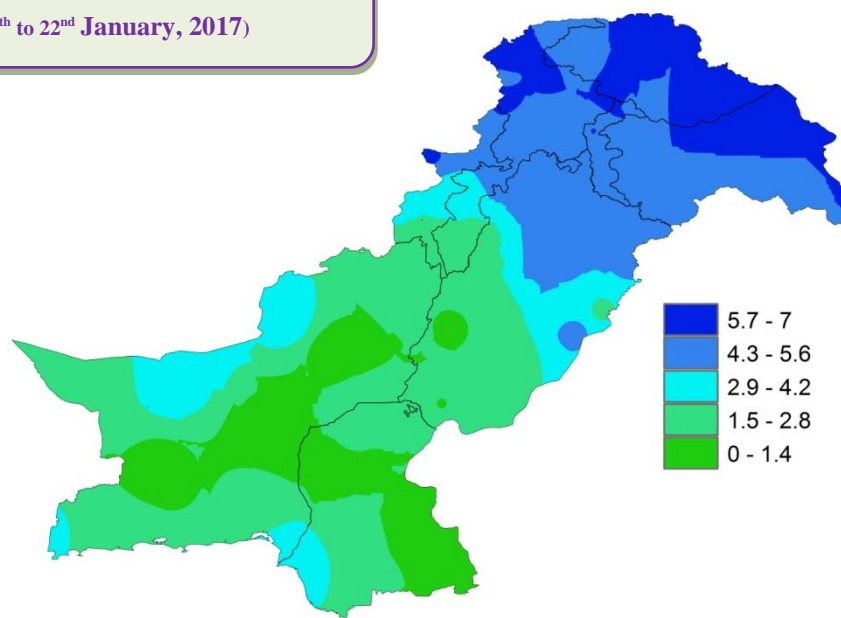 th to 22nd January, 2017)
5.7 - 7
4.3 - 5.6
2.9 - 4.2
1.5 - 2.8
0 - 1.4